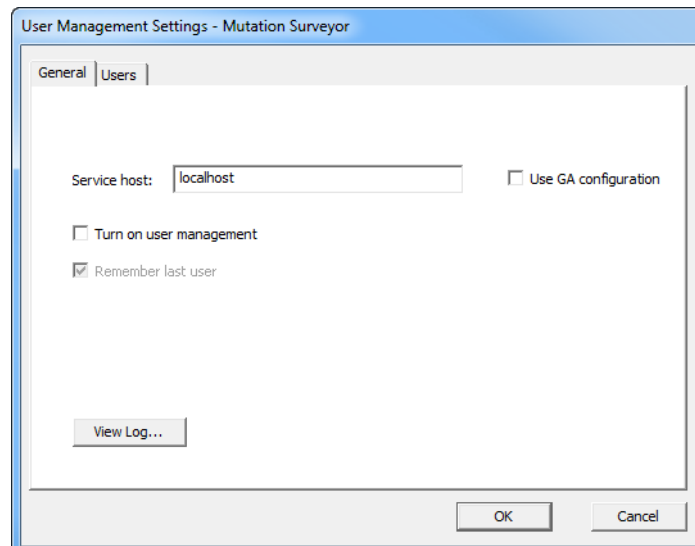 User Management Settings - Mutation Surveyor
General Users
Service host: localhost Use GA configuration
Turn on user management
Remember last user
View Log...
OK Cancel